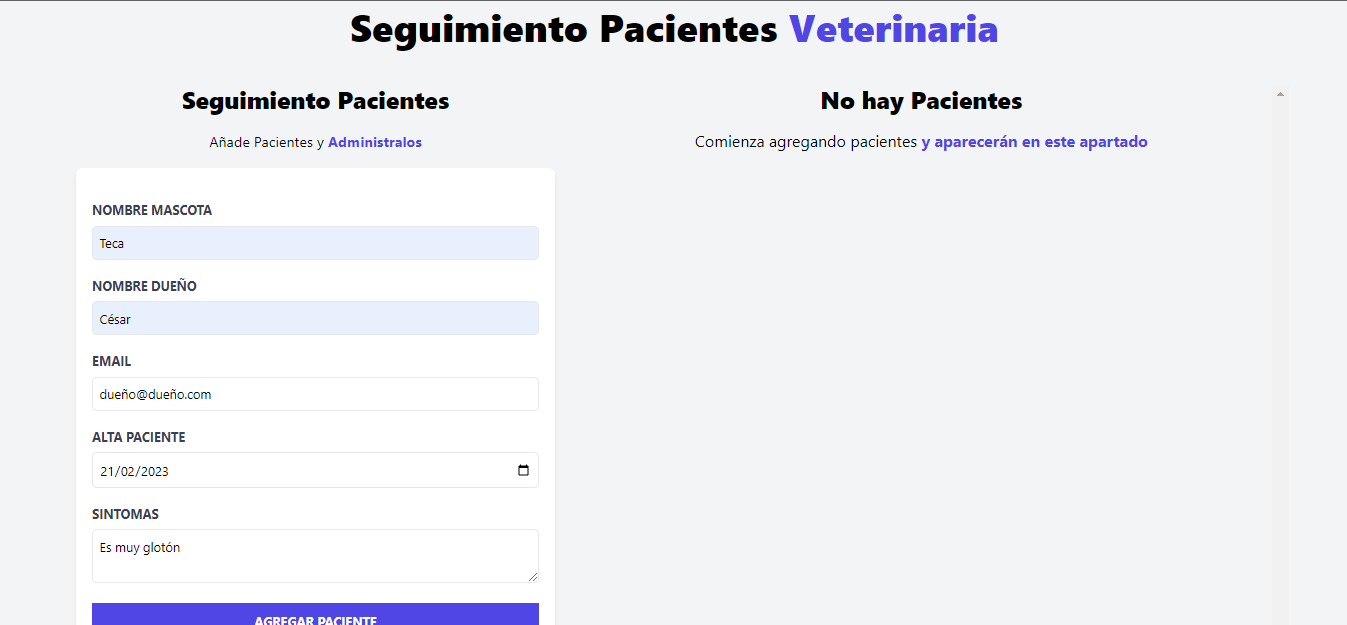 Seguimiento Pacientes Veterinaria
Seguimiento Pacientes
Añade Pacientes y Administralos
NOMBRE MASCOTA
Teca
NOMBRE DUEÑO
César
EMAIL
dueño@dueño.com
ALTA PACIENTE
21/02/2023
SINTOMAS
Es muy glotón
AGREGAR PACIENTE
No hay Pacientes
Comienza agregando pacientes y aparecerán en este apartado